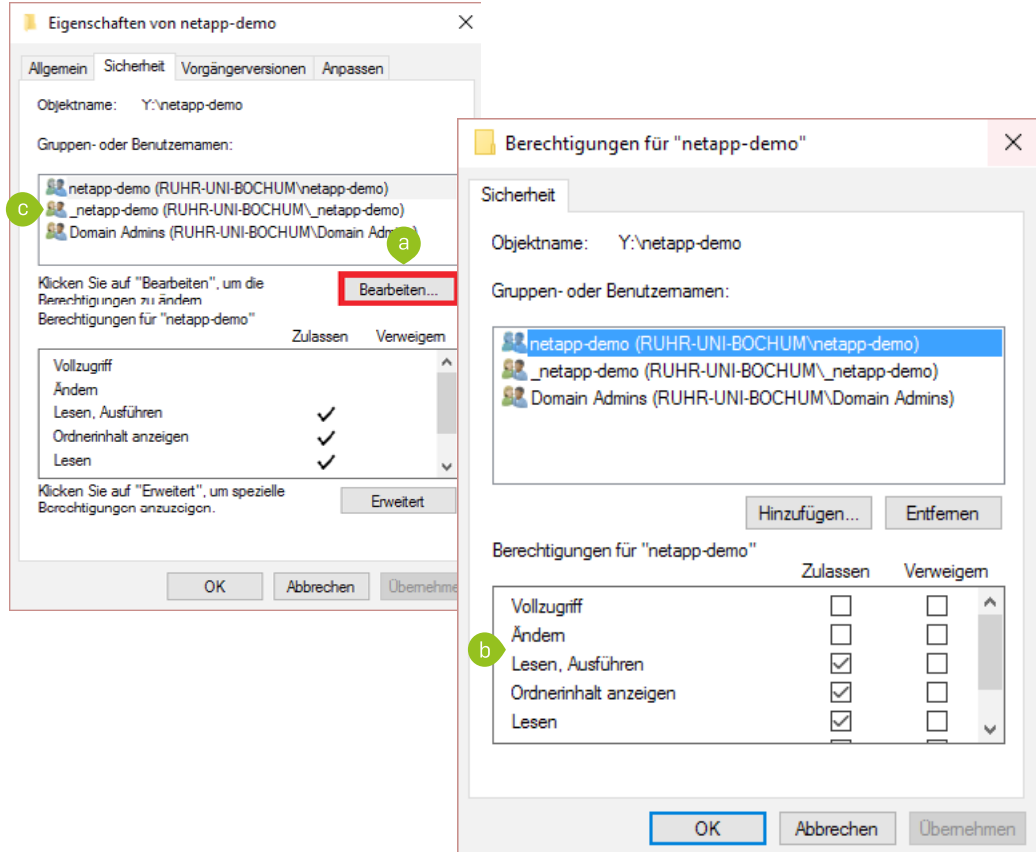 Eigenschaften von netapp-demo
Allgemein Sicherheit Vorgängerversionen Anpassen
Objektname: Y:\netapp-demo
Gruppen- oder Benutzernamen:
netapp-demo (RUHR-UNI-BOCHUM\netapp-demo)
c
_netapp-demo (RUHR-UNI-BOCHUM\_netapp-demo)
Domain Admins (RUHR-UNI-BOCHUM\Domain Admins)
a
Klicken Sie auf "Bearbeiten", um die
Berechtigungen zu ändern
Bearbeiten...
Berechtigungen für "netapp-demo"
Zulassen Verweigern
Vollzugriff
Ändern
Lesen, Ausführen
Ordnerinhalt anzeigen
Lesen
Klicken Sie auf "Erweitert", um spezielle
Berechtigungen anzuzeigen.
Erweitert
OK Abbrechen Übernehme
Berechtigungen für "netapp-demo"
Sicherheit
Objektname: Y:\netapp-demo
Gruppen- oder Benutzernamen:
netapp-demo (RUHR-UNI-BOCHUM\netapp-demo)
_netapp-demo (RUHR-UNI-BOCHUM\_netapp-demo)
Domain Admins (RUHR-UNI-BOCHUM\Domain Admins)
Hinzufügen... Entfernen
Berechtigungen für "netapp-demo"
Zulassen Verweigern
Vollzugriff
Ändern
b
Lesen, Ausführen
Ordnerinhalt anzeigen
Lesen
OK Abbrechen Übernehmen